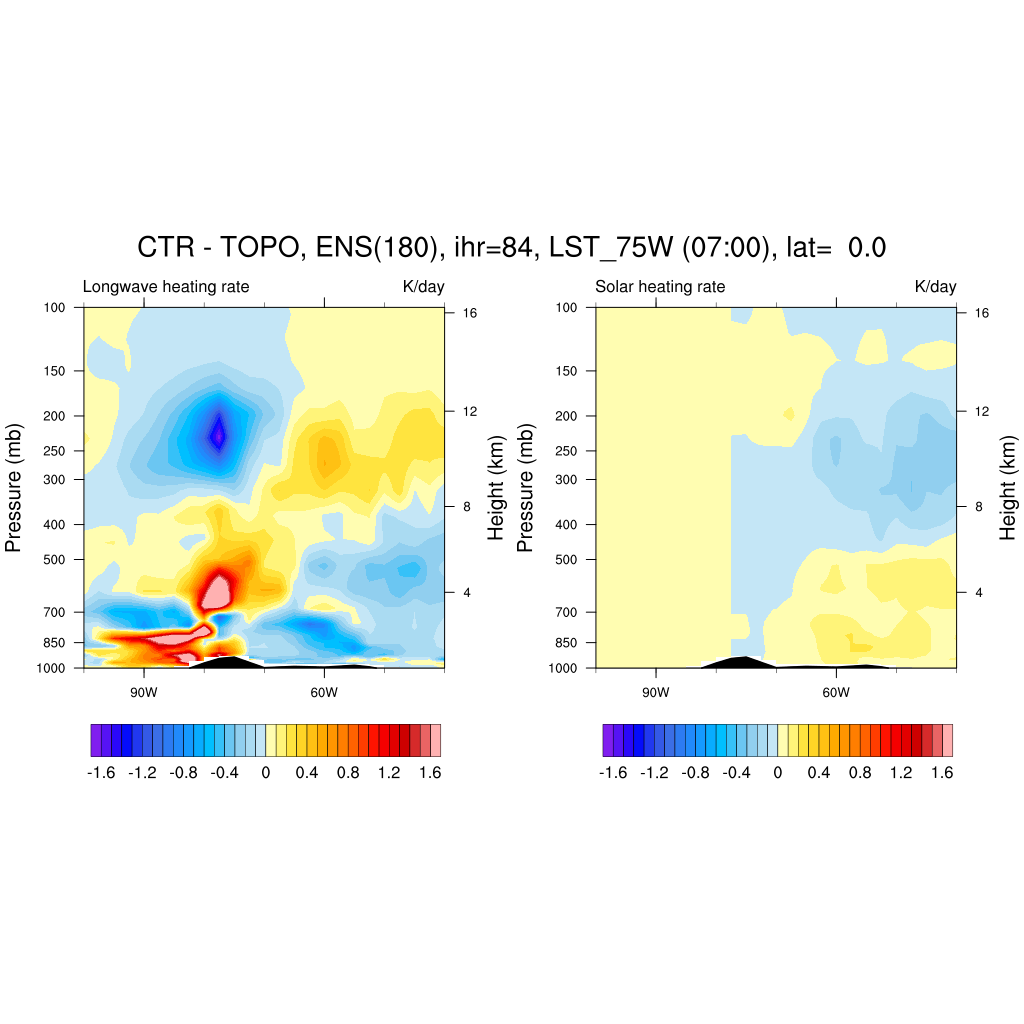 CTR - TOPO, ENS(180), ihr=84, LST_75W (07:00), lat=  0.0
Longwave heating rate K/day
100
150
200
250
300
400
500
700
850
1000
Pressure (mb)
16
12
8
4
Height (km)
90W 60W
-1.6 -1.2 -0.8 -0.4 0 0.4 0.8 1.2 1.6
Solar heating rate K/day
100
150
200
250
300
400
500
700
850
1000
Pressure (mb)
16
12
8
4
Height (km)
90W 60W
-1.6 -1.2 -0.8 -0.4 0 0.4 0.8 1.2 1.6